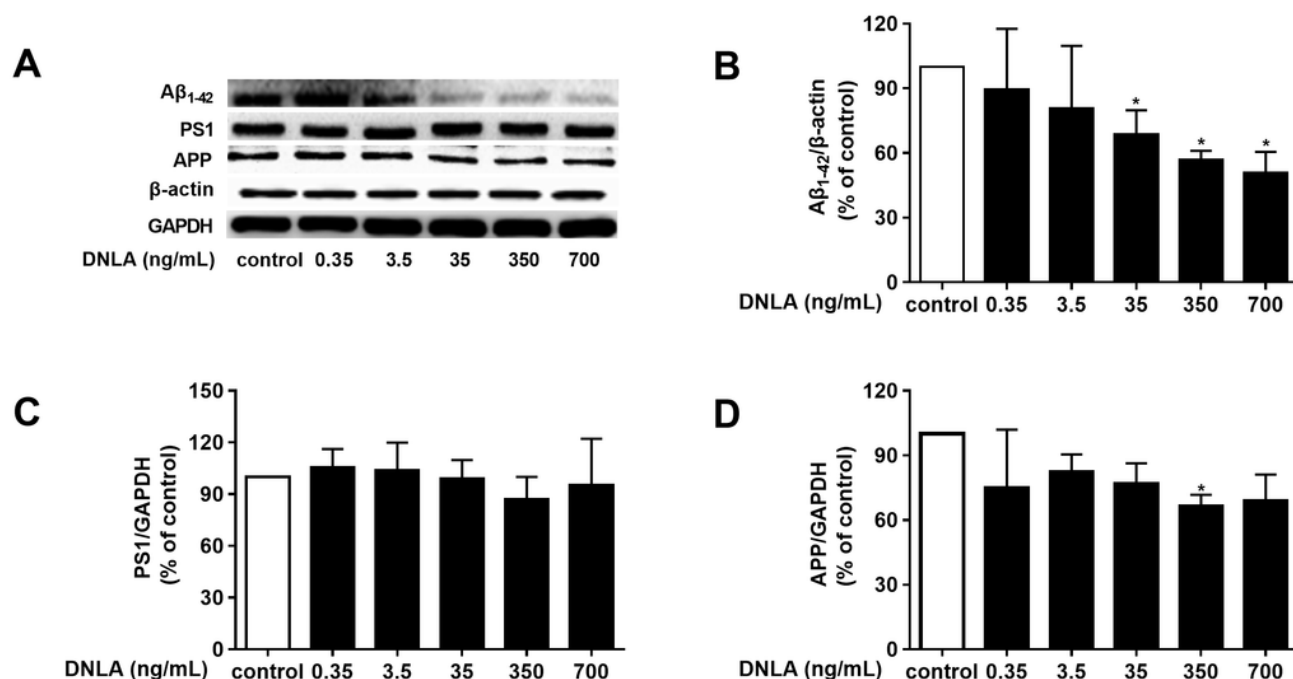 A
Aβ1-42
PS1
APP
β-actin
GAPDH
DNLA (ng/mL) control 0.35 3.5 35 350 700
B
Aβ1-42/β-actin
(% of control)
120
90
60
30
0
* * *
DNLA (ng/mL) control 0.35 3.5 35 350 700
C
PS1/GAPDH
(% of control)
150
120
90
60
30
0
DNLA (ng/mL) control 0.35 3.5 35 350 700
D
APP/GAPDH
(% of control)
120
90
60
30
0
*
DNLA (ng/mL) control 0.35 3.5 35 350 700